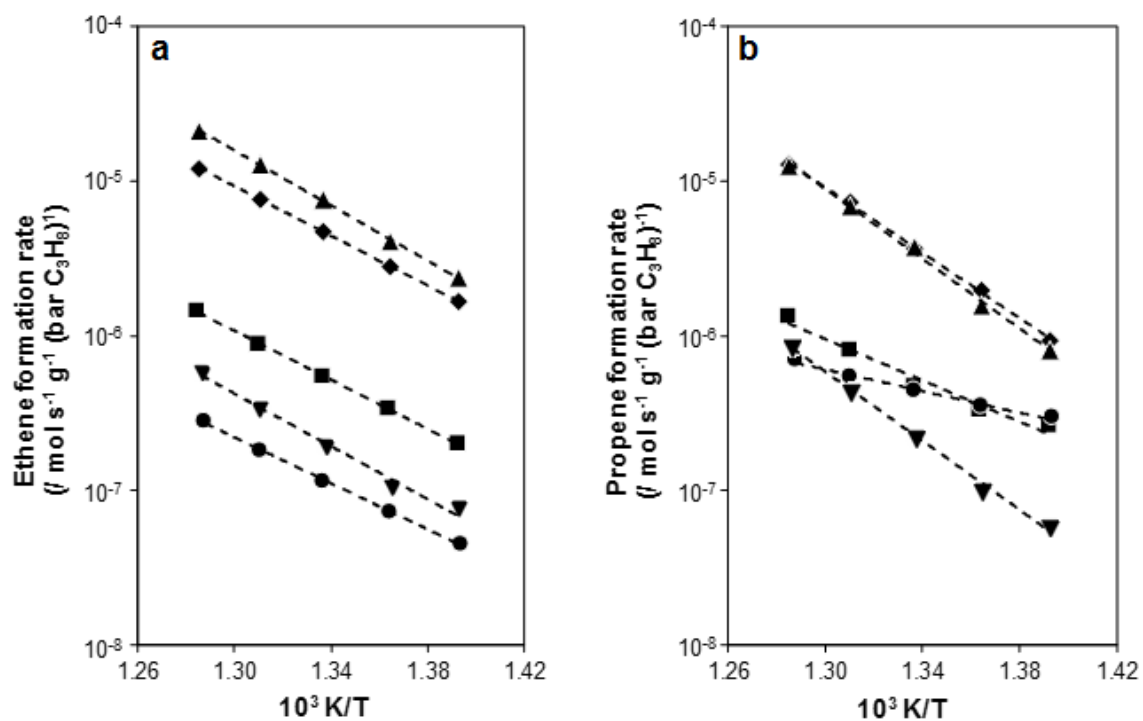 a
10⁻⁴
10⁻⁵
10⁻⁶
10⁻⁷
10⁻⁸
Ethene formation rate
(/ mol s⁻¹ g⁻¹ (bar C₃H₈)¹)
1.26 1.30 1.34 1.38 1.42
10³ K/T
b
10⁻⁴
10⁻⁵
10⁻⁶
10⁻⁷
10⁻⁸
Propene formation rate
(/ mol s⁻¹ g⁻¹ (bar C₃H₈)⁻¹)
1.26 1.30 1.34 1.38 1.42
10³ K/T